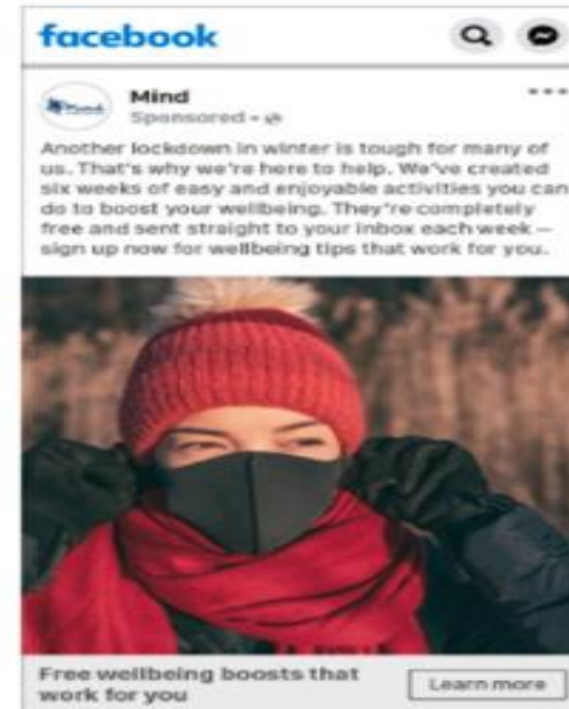 facebook
Mind
Mind
Sponsored
Another lockdown in winter is tough for many of
us. That's why we're here to help. We've created
six weeks of easy and enjoyable activities you can
do to boost your wellbeing. They're completely
free and sent straight to your inbox each week —
sign up now for wellbeing tips that work for you.
Free wellbeing boosts that
work for you
Learn more